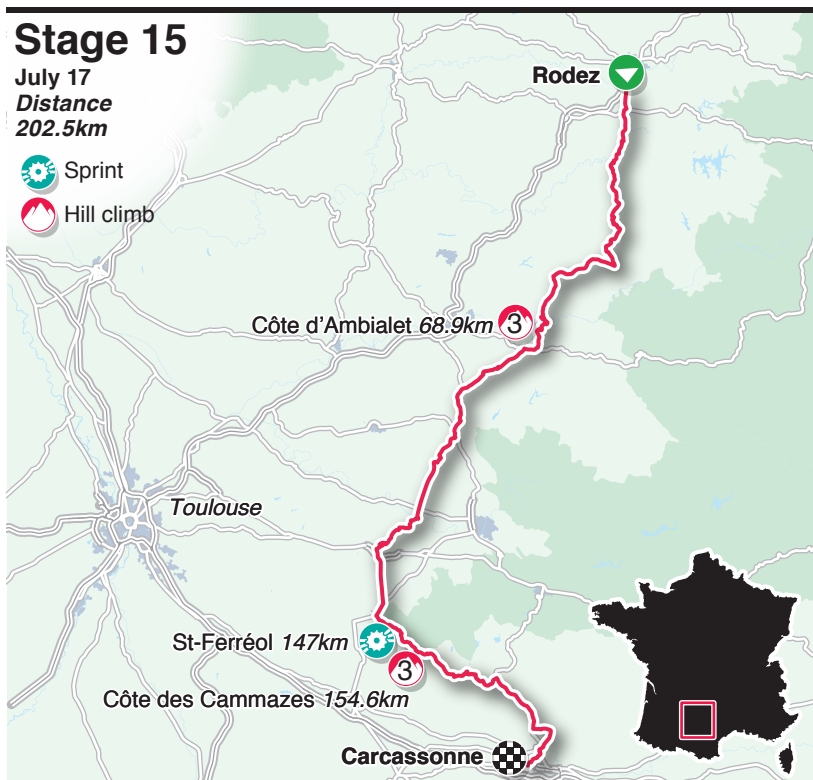 Stage 15
July 17
Distance
202.5km
Sprint
Hill climb
Rodez
Côte d'Ambialet 68.9km
3
Toulouse
St-Ferréol 147km
3
Côte des Cammazes 154.6km
Carcassonne